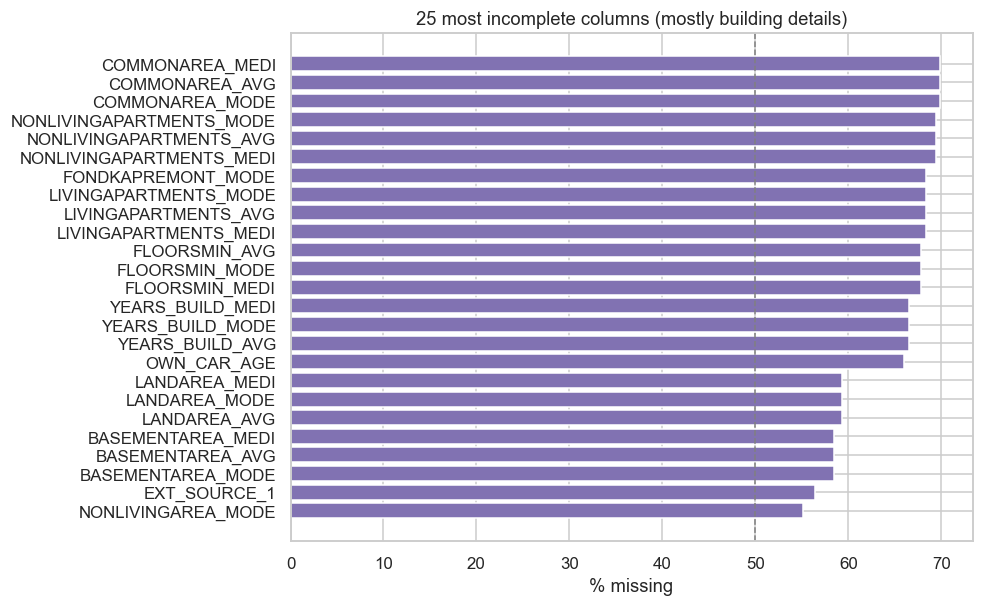 25 most incomplete columns (mostly building details)
COMMONAREA_MEDI
COMMONAREA_AVG
COMMONAREA_MODE
NONLIVINGAPARTMENTS_MODE
NONLIVINGAPARTMENTS_AVG
NONLIVINGAPARTMENTS_MEDI
FONDKAPREMONT_MODE
LIVINGAPARTMENTS_MODE
LIVINGAPARTMENTS_AVG
LIVINGAPARTMENTS_MEDI
FLOORSMIN_AVG
FLOORSMIN_MODE
FLOORSMIN_MEDI
YEARS_BUILD_MEDI
YEARS_BUILD_MODE
YEARS_BUILD_AVG
OWN_CAR_AGE
LANDAREA_MEDI
LANDAREA_MODE
LANDAREA_AVG
BASEMENTAREA_MEDI
BASEMENTAREA_AVG
BASEMENTAREA_MODE
EXT_SOURCE_1
NONLIVINGAREA_MODE
0 10 20 30 40 50 60 70
% missing